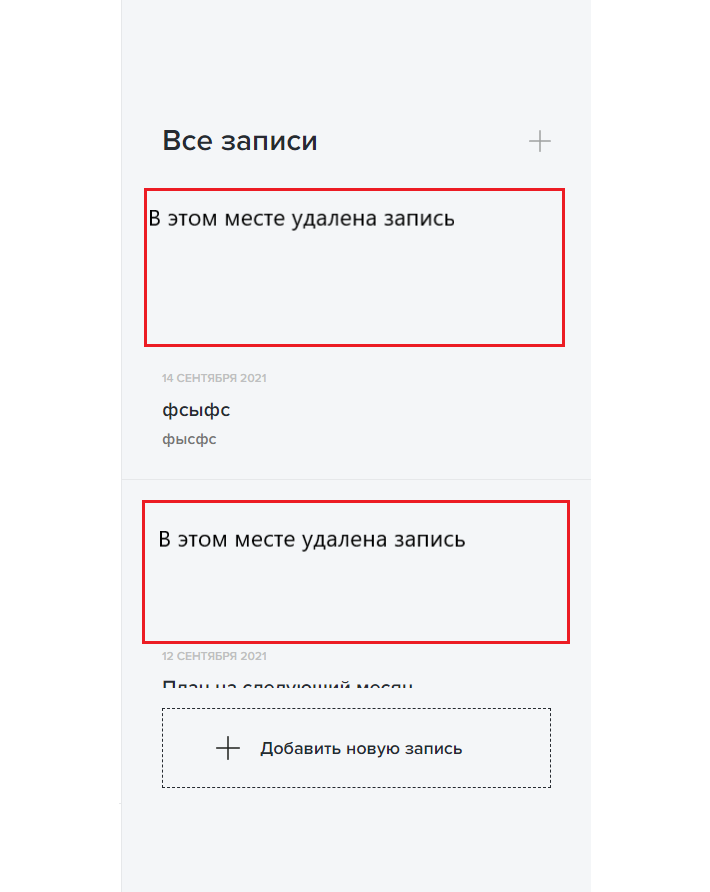 Все записи
В этом месте удалена запись
14 СЕНТЯБРЯ 2021
фсыфс
фысфс
В этом месте удалена запись
12 СЕНТЯБРЯ 2021
План на следующий месяц
Добавить новую запись